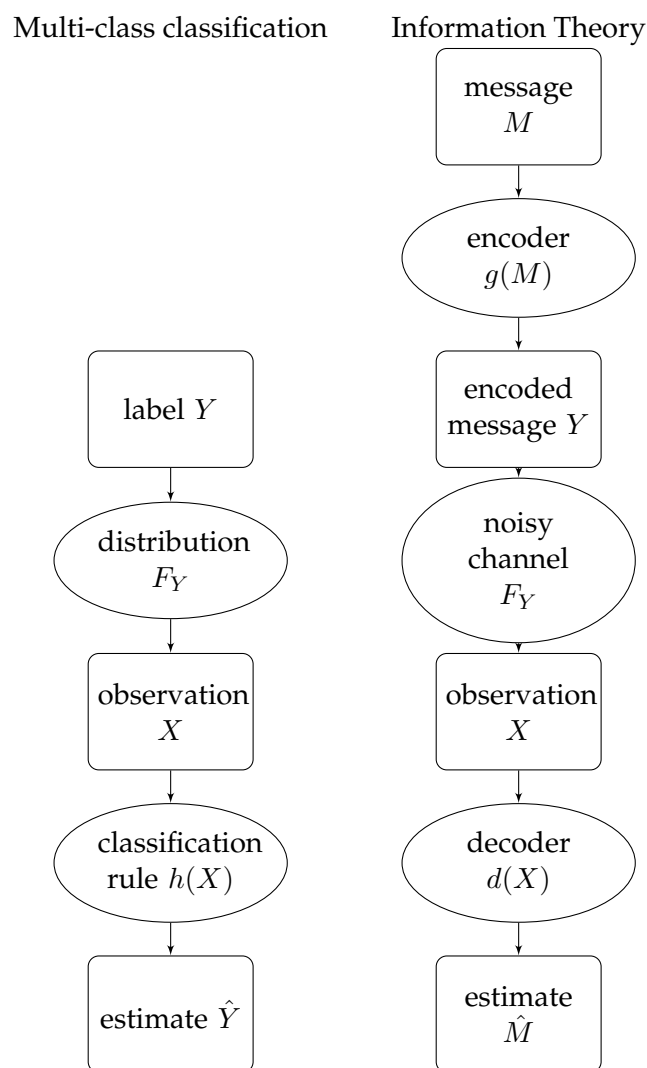 Multi-class classification
label Y
distribution
F_Y
observation
X
classification
rule h(X)
estimate Ŷ
Information Theory
message
M
encoder
g(M)
encoded
message Y
noisy
channel
F_Y
observation
X
decoder
d(X)
estimate
M̂